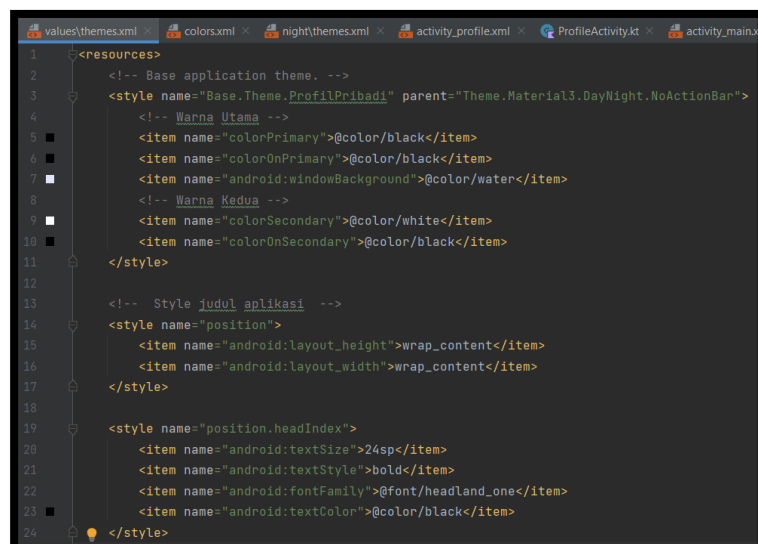 values\themes.xml × colors.xml × night\themes.xml × activity_profile.xml × ProfileActivity.kt × activity_main.x
1 <resources>
2 <!-- Base application theme. -->
3 <style name="Base.Theme.ProfilPribadi" parent="Theme.Material3.DayNight.NoActionBar">
4 <!-- Warna Utama -->
5 <item name="colorPrimary">@color/black</item>
6 <item name="colorOnPrimary">@color/black</item>
7 <item name="android:windowBackground">@color/water</item>
8 <!-- Warna Kedua -->
9 <item name="colorSecondary">@color/white</item>
10 <item name="colorOnSecondary">@color/black</item>
11 </style>
12
13 <!--  Style judul aplikasi  -->
14 <style name="position">
15 <item name="android:layout_height">wrap_content</item>
16 <item name="android:layout_width">wrap_content</item>
17 </style>
18
19 <style name="position.headIndex">
20 <item name="android:textSize">24sp</item>
21 <item name="android:textStyle">bold</item>
22 <item name="android:fontFamily">@font/headland_one</item>
23 <item name="android:textColor">@color/black</item>
24 </style>